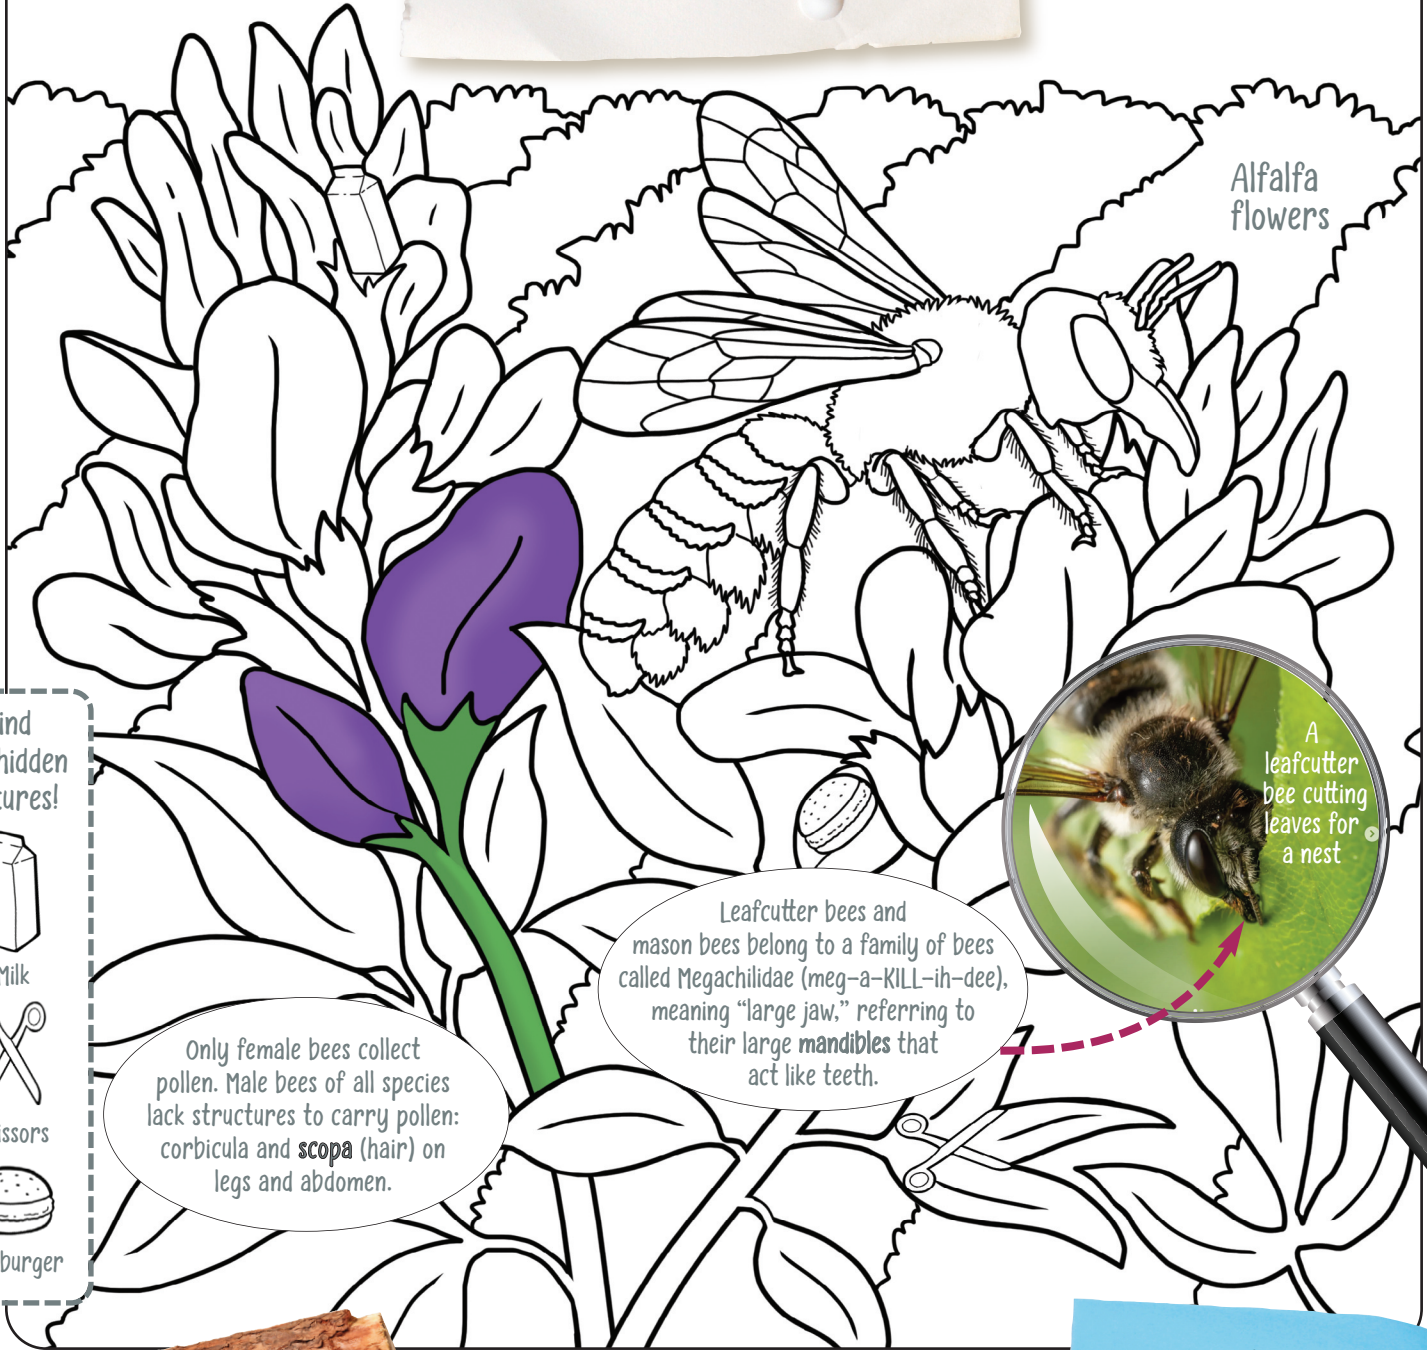 Alfalfa
flowers
ind
hidden
tures!
Milk
issors
burger
A
leafcutter
bee cutting
leaves for
a nest
Leafcutter bees and
mason bees belong to a family of bees
called Megachilidae (meg-a-KILL-ih-dee),
meaning “large jaw,” referring to
their large mandibles that
act like teeth.
Only female bees collect
pollen. Male bees of all species
lack structures to carry pollen:
corbicula and scopa (hair) on
legs and abdomen.